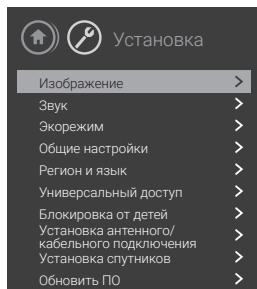 Установка
Изображение
Звук
Экорежим
Общие настройки
Регион и язык
Универсальный доступ
Блокировка от детей
Установка антенного/
кабельного подключения
Установка спутников
Обновить ПО